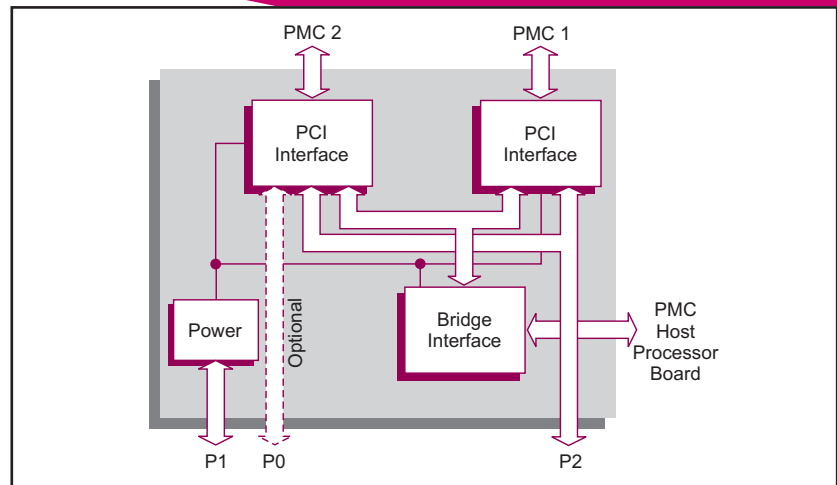 PMC 2
PMC 1
PCI
Interface
PCI
Interface
Optional
Power
Bridge
Interface
PMC
Host
Processor
Board
P1
P0
P2